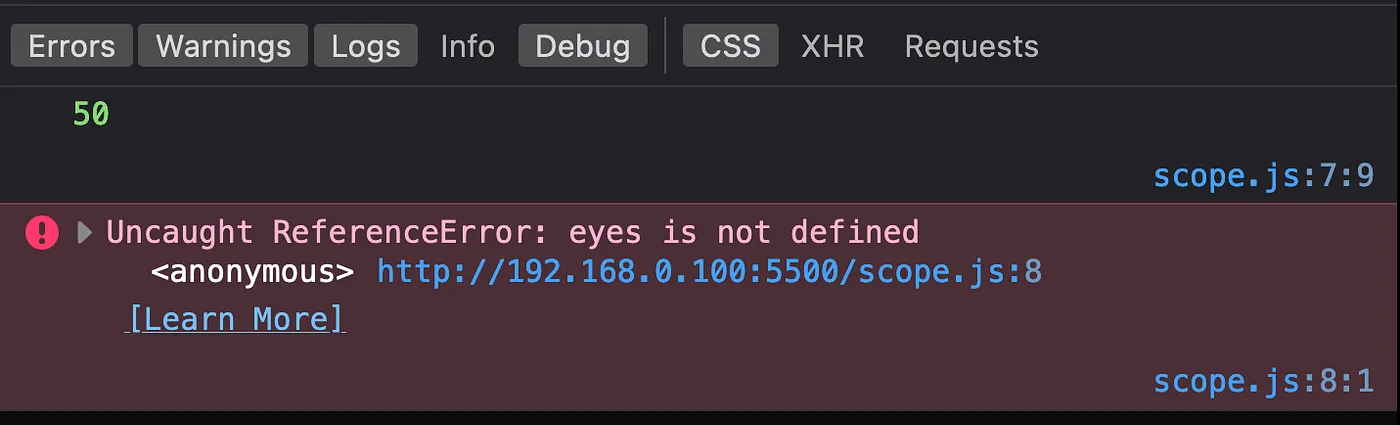 Errors Warnings Logs Info Debug CSS XHR Requests
50
scope.js:7:9
Uncaught ReferenceError: eyes is not defined
<anonymous> http://192.168.0.100:5500/scope.js:8
[Learn More]
scope.js:8:1